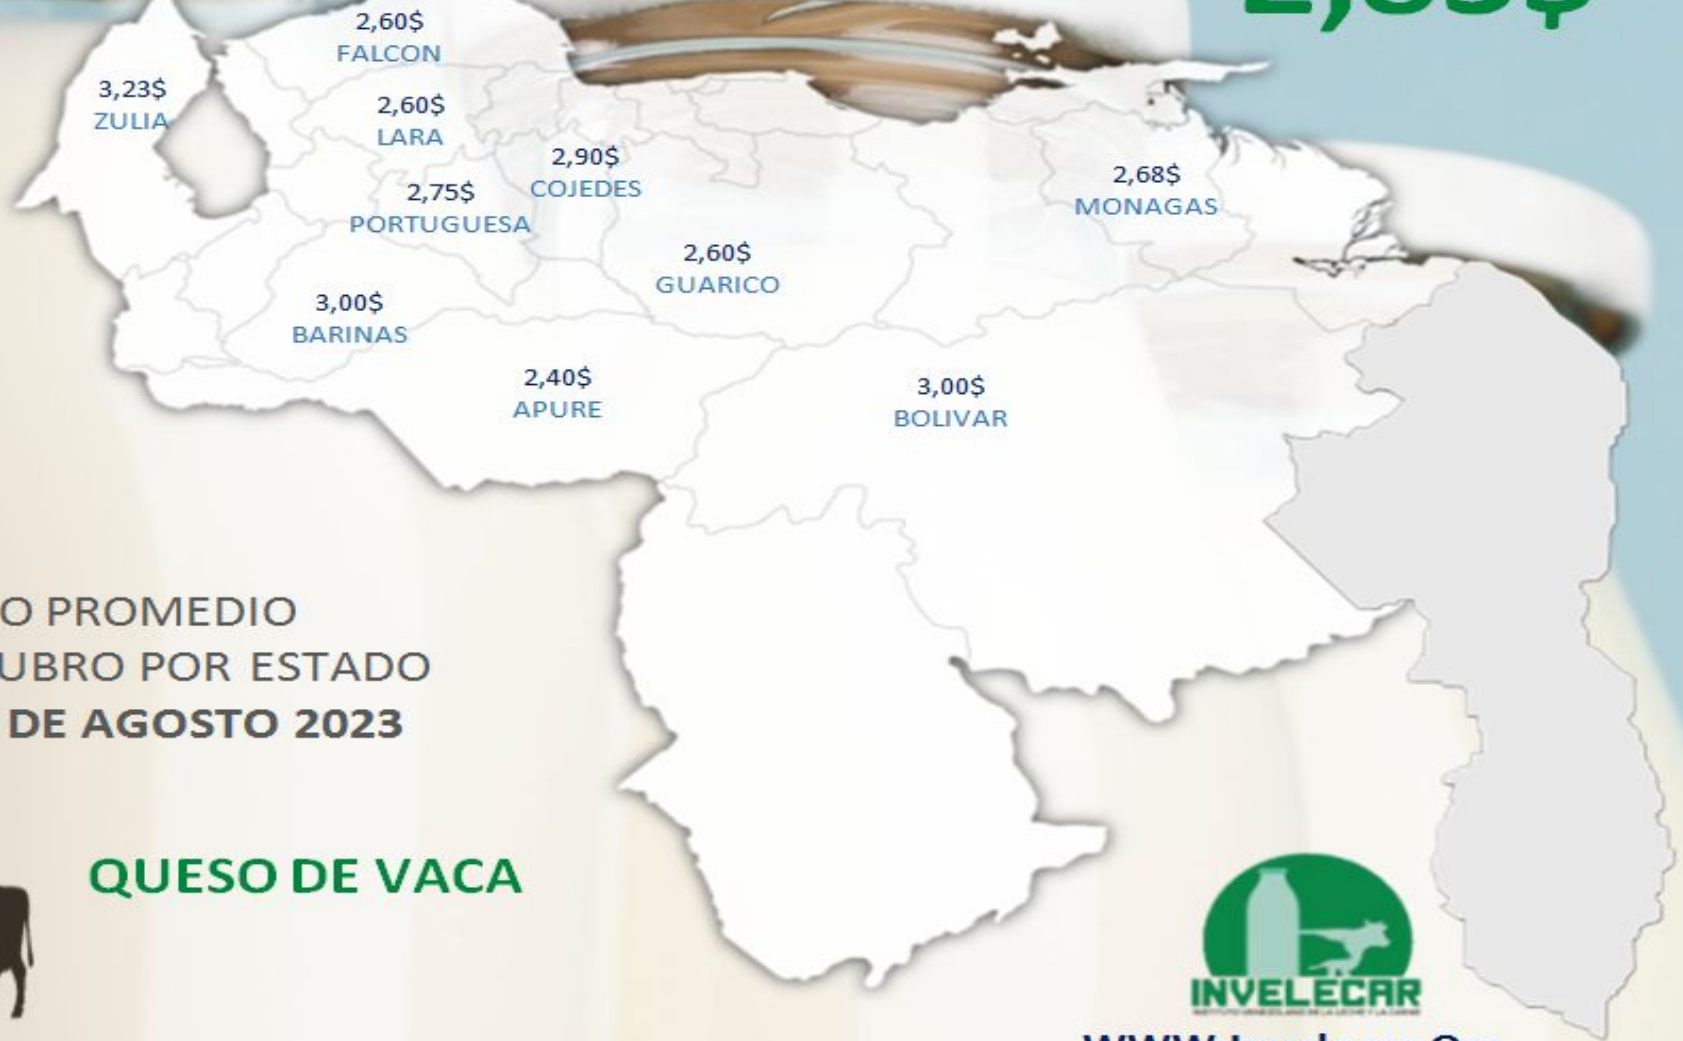 2,60$
FALCON
3,23$
ZULIA
2,60$
LARA
2,90$
COJEDES
2,75$
PORTUGUESA
2,68$
MONAGAS
2,60$
GUARICO
3,00$
BARINAS
2,40$
APURE
3,00$
BOLIVAR
O PROMEDIO
UBRO POR ESTADO
DE AGOSTO 2023
QUESO DE VACA
INVELECAR